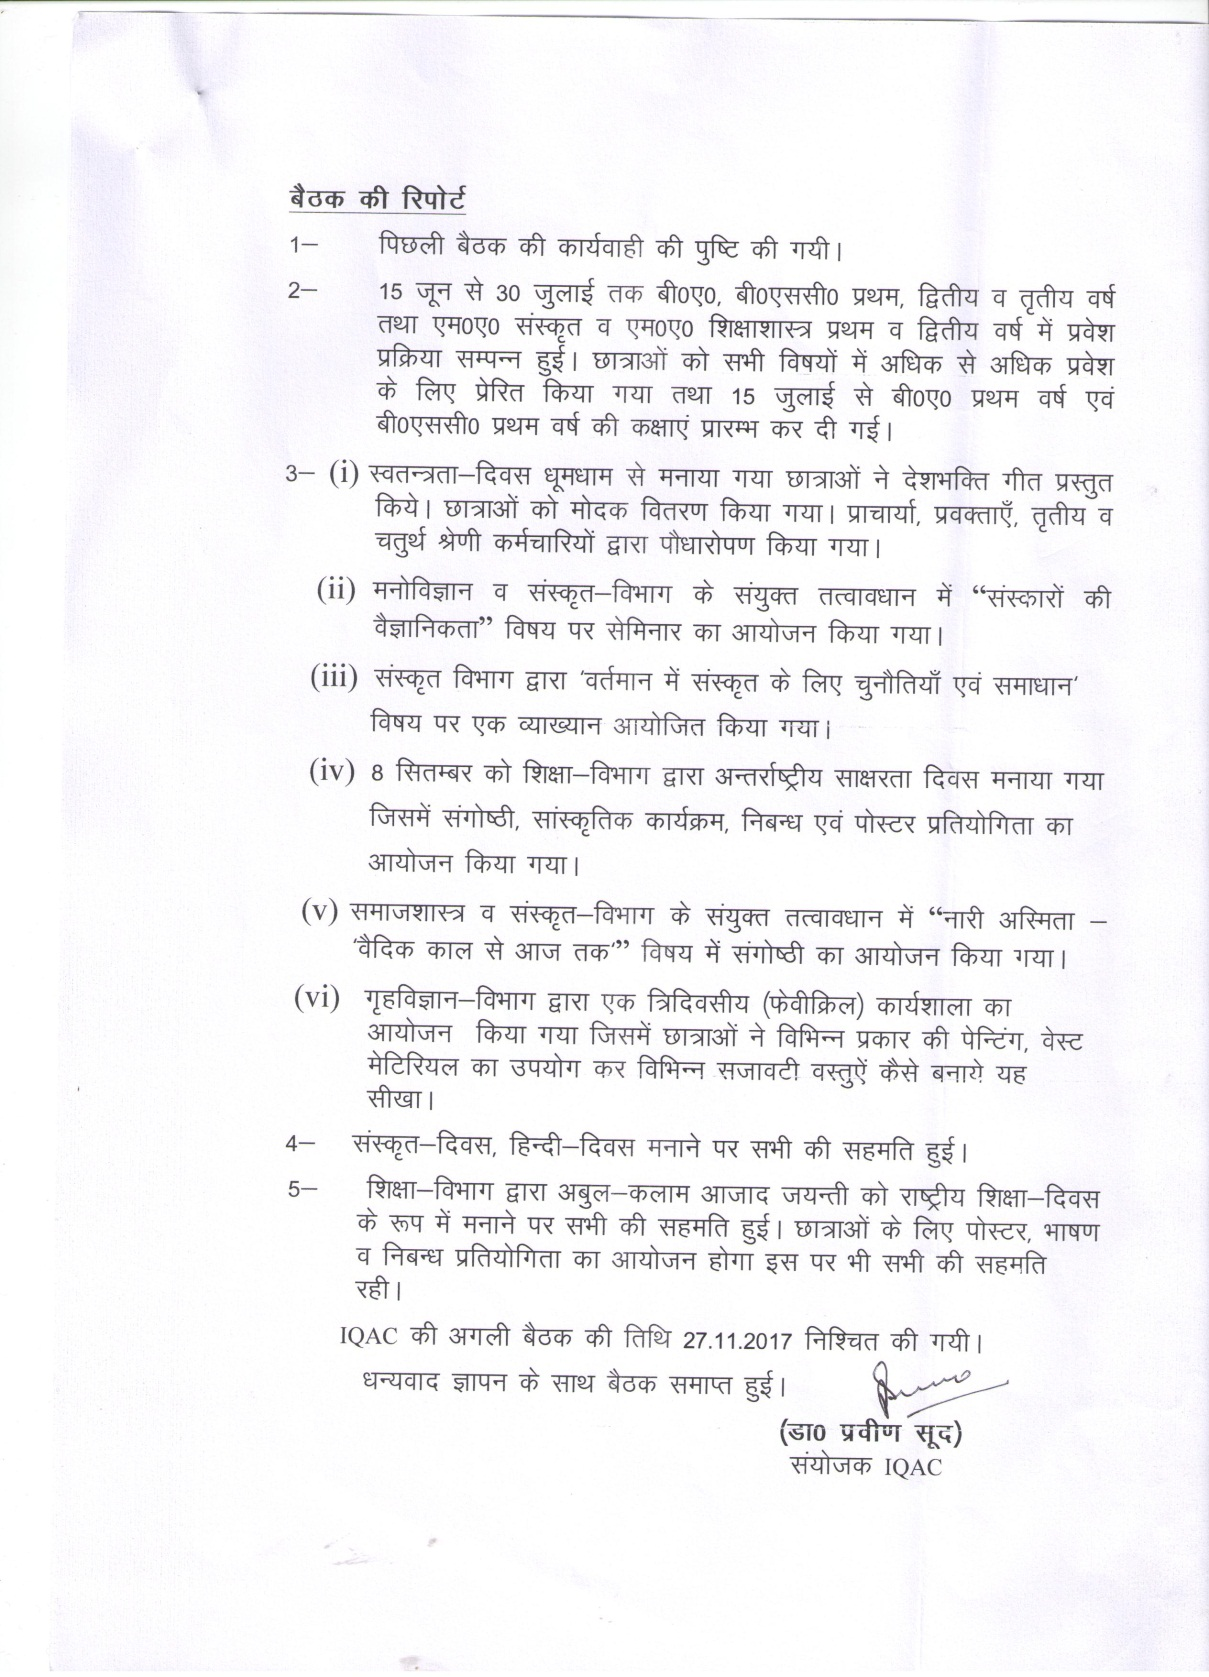 बैठक की रिपोर्ट
1– पिछली बैठक की कार्यवाही की पुष्टि की गयी।
2– 15 जून से 30 जुलाई तक बी0ए0, बी0एससी0 प्रथम, द्वितीय व तृतीय वर्ष
तथा एम0ए0 संस्कृत व एम0ए0 शिक्षाशास्त्र प्रथम व द्वितीय वर्ष में प्रवेश
प्रक्रिया सम्पन्न हुई। छात्राओं को सभी विषयों में अधिक से अधिक प्रवेश
के लिए प्रेरित किया गया तथा 15 जुलाई से बी0ए0 प्रथम वर्ष एवं
बी0एससी0 प्रथम वर्ष की कक्षाएं प्रारम्भ कर दी गई।
3– (i) स्वतन्त्रता–दिवस धूमधाम से मनाया गया छात्राओं ने देशभक्ति गीत प्रस्तुत
किये। छात्राओं को मोदक वितरण किया गया। प्राचार्या, प्रवक्ताएँ, तृतीय व
चतुर्थ श्रेणी कर्मचारियों द्वारा पौधारोपण किया गया।
(ii) मनोविज्ञान व संस्कृत–विभाग के संयुक्त तत्वावधान में “संस्कारों की
वैज्ञानिकता” विषय पर सेमिनार का आयोजन किया गया।
(iii) संस्कृत विभाग द्वारा 'वर्तमान में संस्कृत के लिए चुनौतियाँ एवं समाधान'
विषय पर एक व्याख्यान आयोजित किया गया।
(iv) 8 सितम्बर को शिक्षा–विभाग द्वारा अन्तर्राष्ट्रीय साक्षरता दिवस मनाया गया
जिसमें संगोष्ठी, सांस्कृतिक कार्यक्रम, निबन्ध एवं पोस्टर प्रतियोगिता का
आयोजन किया गया।
(v) समाजशास्त्र व संस्कृत–विभाग के संयुक्त तत्वावधान में “नारी अस्मिता –
'वैदिक काल से आज तक'” विषय में संगोष्ठी का आयोजन किया गया।
(vi) गृहविज्ञान–विभाग द्वारा एक त्रिदिवसीय (फेवीक्रिल) कार्यशाला का
आयोजन किया गया जिसमें छात्राओं ने विभिन्न प्रकार की पेन्टिंग, वेस्ट
मेटिरियल का उपयोग कर विभिन्न सजावटी वस्तुऐं कैसे बनाये यह
सीखा।
4– संस्कृत–दिवस, हिन्दी–दिवस मनाने पर सभी की सहमति हुई।
5– शिक्षा–विभाग द्वारा अबुल–कलाम आजाद जयन्ती को राष्ट्रीय शिक्षा–दिवस
के रूप में मनाने पर सभी की सहमति हुई। छात्राओं के लिए पोस्टर, भाषण
व निबन्ध प्रतियोगिता का आयोजन होगा इस पर भी सभी की सहमति
रही।
IQAC की अगली बैठक की तिथि 27.11.2017 निश्चित की गयी।
धन्यवाद ज्ञापन के साथ बैठक समाप्त हुई।
(डा0 प्रवीण सूद)
संयोजक IQAC